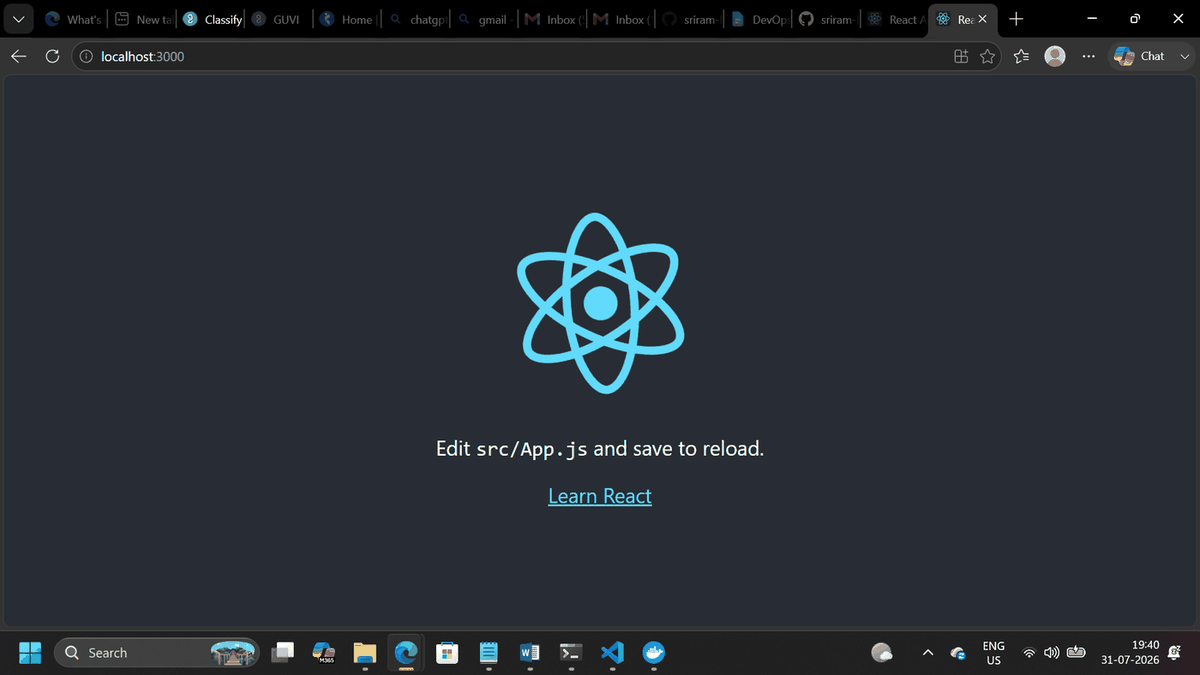 What's
New ta
Classify
GUVI
Home
chatgpt
gmail -
Inbox (
Inbox (
sriram-
DevOp
sriram-
React A
Rea
localhost:3000
Chat
Edit src/App.js and save to reload.
Learn React
Search
M365
ENG
US
19:40
31-07-2026